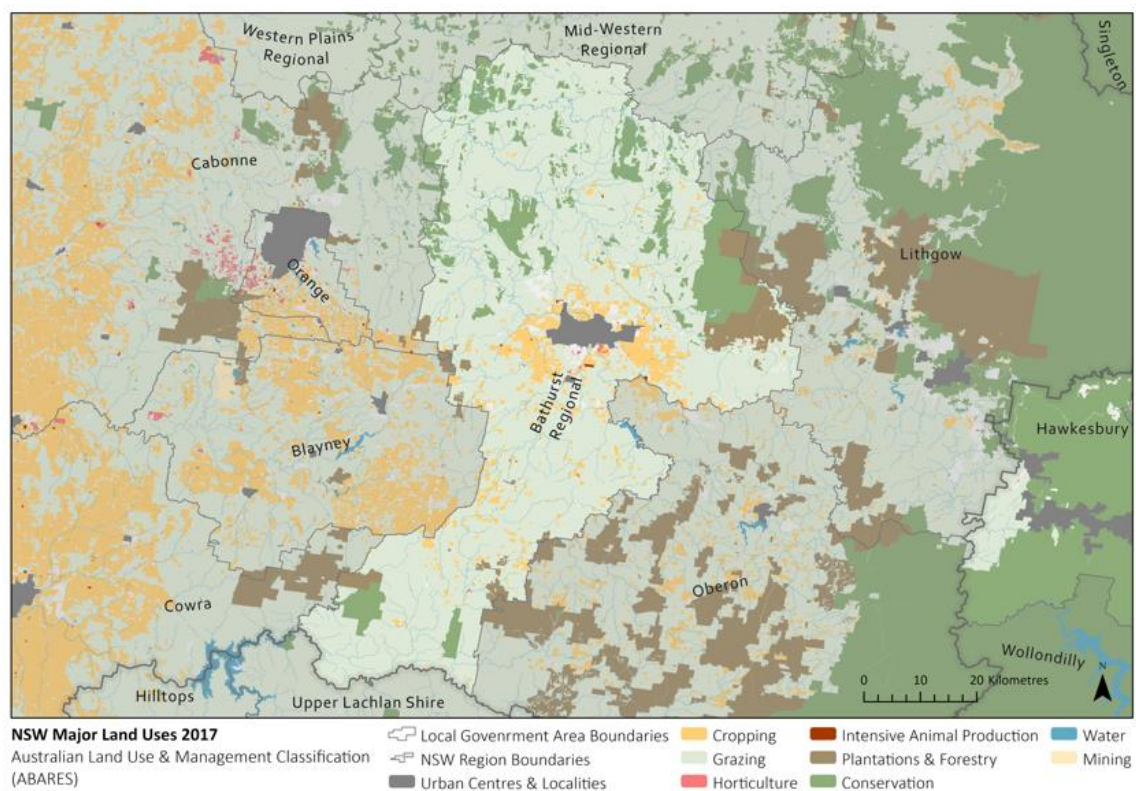 Western Plains
Regional
Mid-Western
Regional
Singleton
Cabonne
Orange
Lithgow
Bathurst
Regional
Blayney
Hawkesbury
Oberon
Cowra
Wollondilly
Hilltops
Upper Lachlan Shire
N
0 10 20 Kilometres
NSW Major Land Uses 2017
Australian Land Use & Management Classification
(ABARES)
Local Govenrment Area Boundaries
NSW Region Boundaries
Urban Centres & Localities
Cropping
Grazing
Horticulture
Intensive Animal Production
Plantations & Forestry
Conservation
Water
Mining